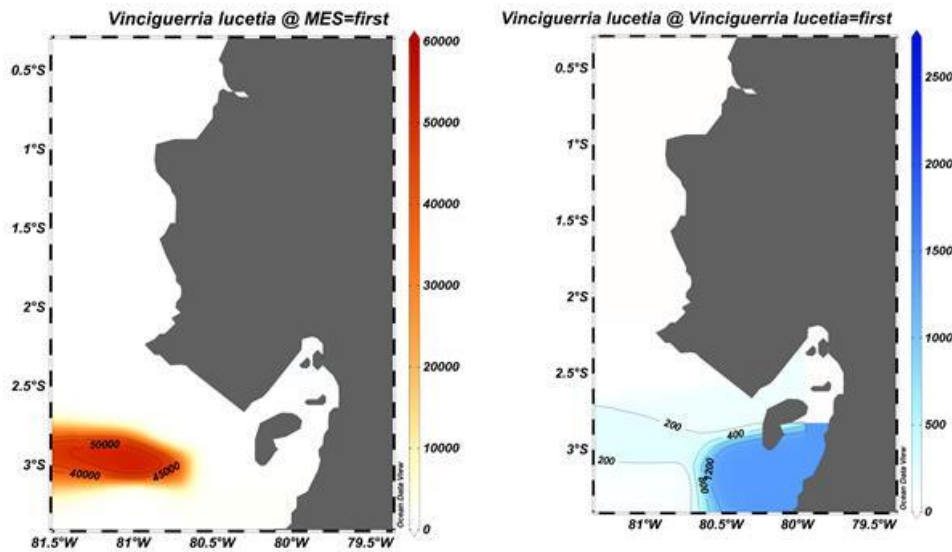 Vinciguerria lucetia @ MES=first
0.5°S
1°S
1.5°S
2°S
2.5°S
3°S
81.5°W
81°W
80.5°W
80°W
79.5°W
50000
40000
45000
60000
50000
40000
30000
20000
10000
0
Ocean Data View
Vinciguerria lucetia @ Vinciguerria lucetia=first
0.5°S
1°S
1.5°S
2°S
2.5°S
3°S
81°W
80.5°W
80°W
79.5°W
200
400
200
800
1200
2500
2000
1500
1000
500
0
Ocean Data View